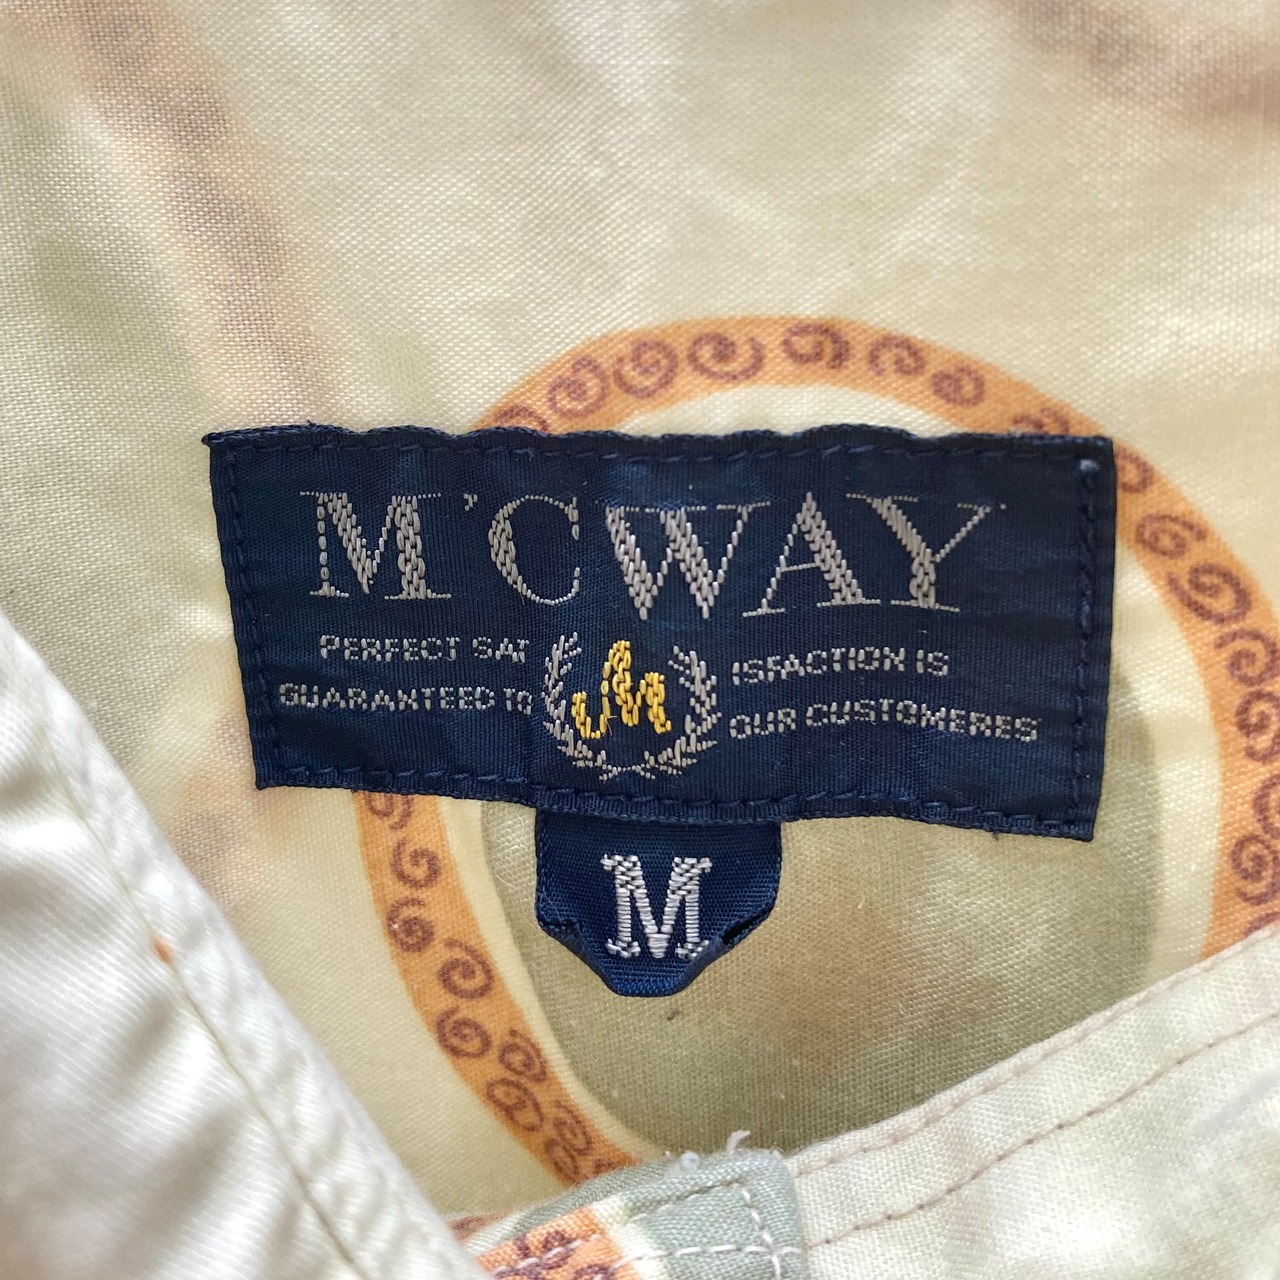 M'CWAY
PERFECT SAT ISFACTION IS
GUARANTEED TO OUR CUSTOMERES
M
M